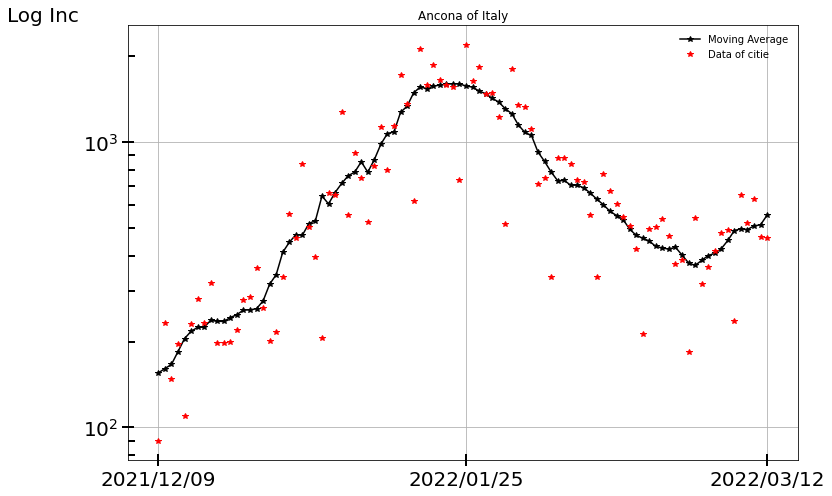 Log Inc
Ancona of Italy
Moving Average
Data of citie
10³
10²
2021/12/09 2022/01/25 2022/03/12